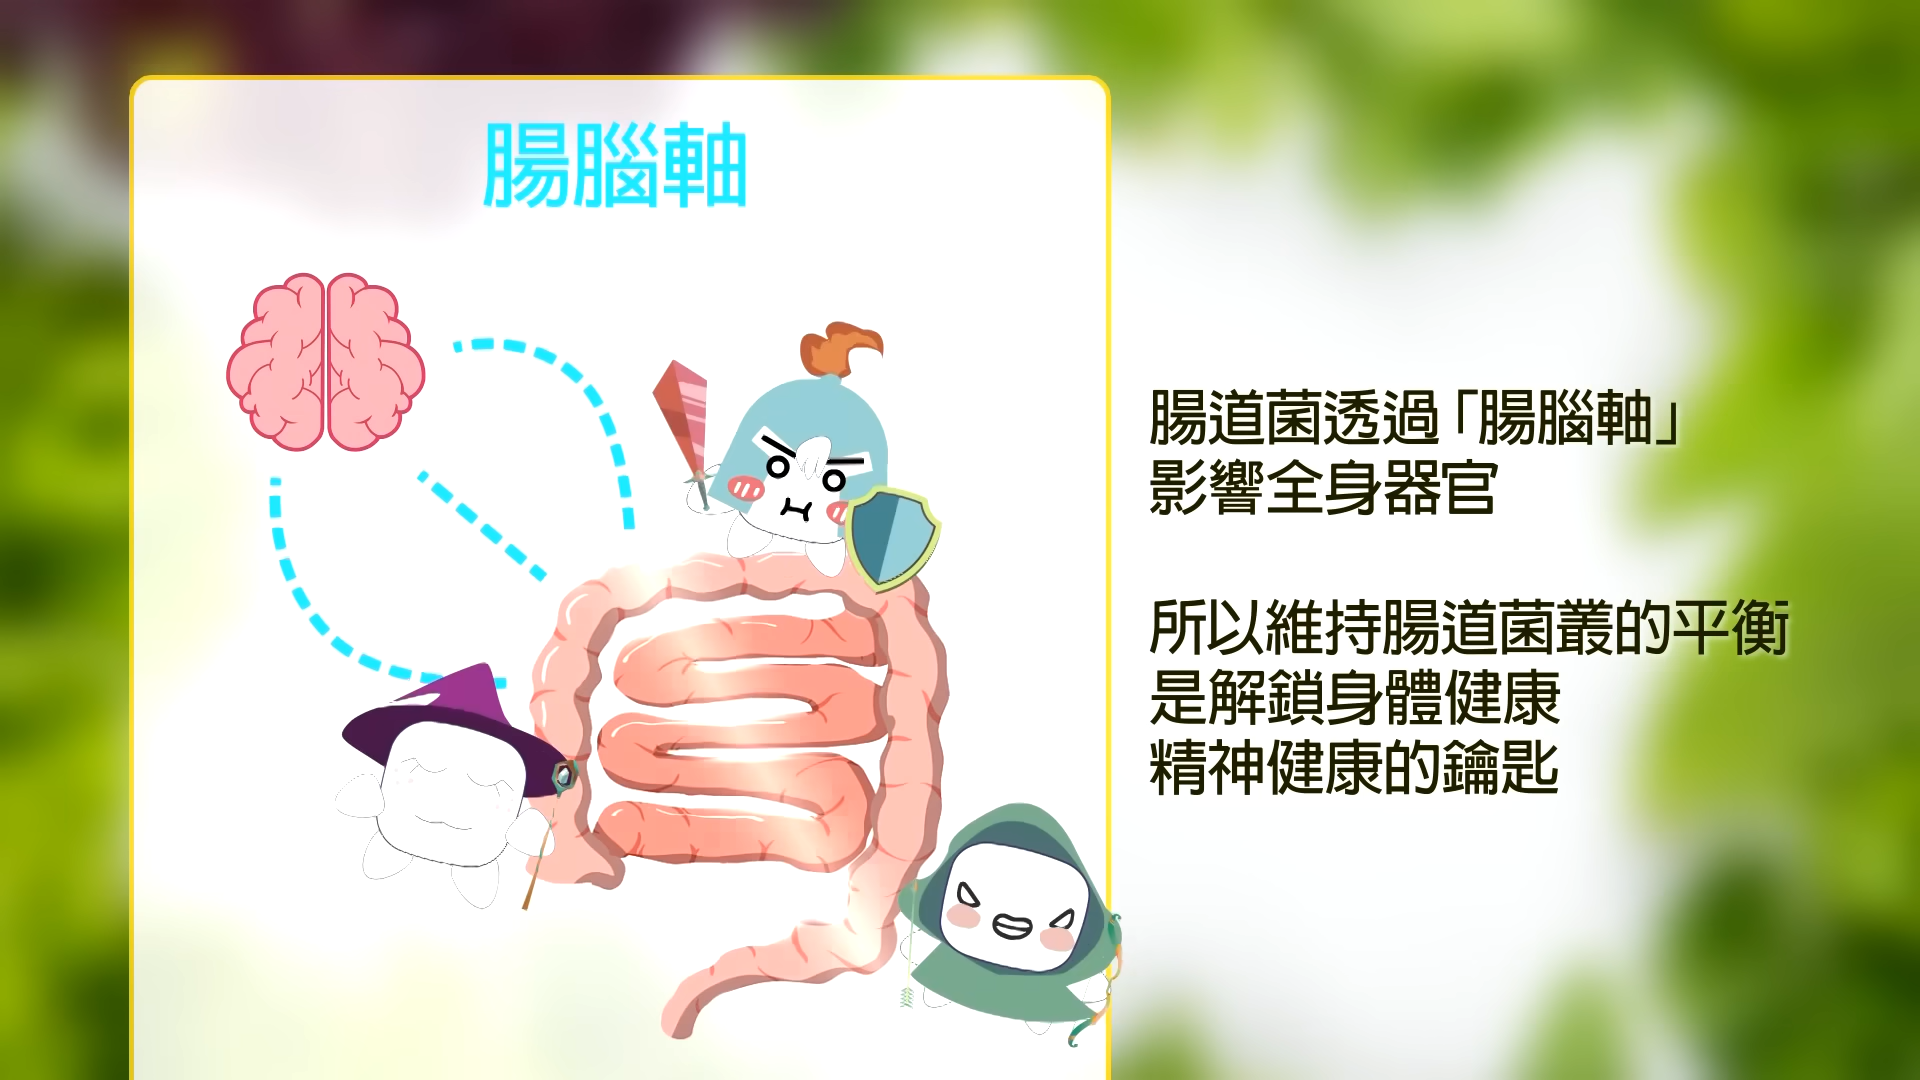 腸腦軸
腸道菌透過「腸腦軸」
影響全身器官
所以維持腸道菌叢的平衡
是解鎖身體健康
精神健康的鑰匙